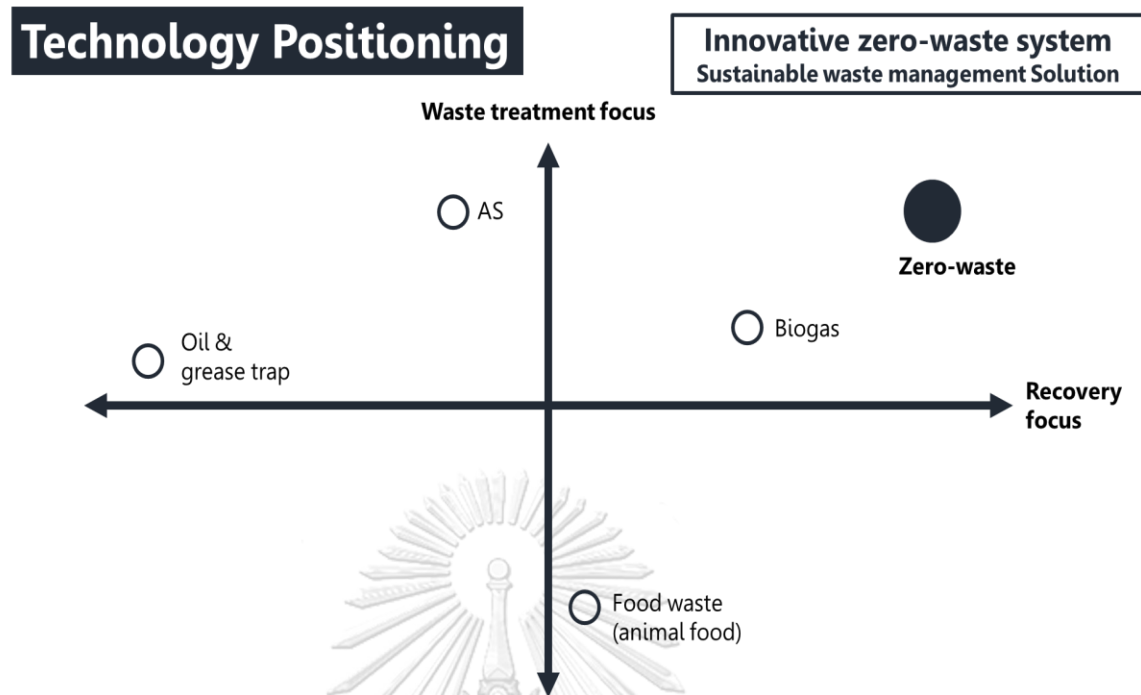 Technology Positioning
Innovative zero-waste system
Sustainable waste management Solution
Waste treatment focus
AS
Zero-waste
Biogas
Oil &
grease trap
Recovery
focus
Food waste
(animal food)